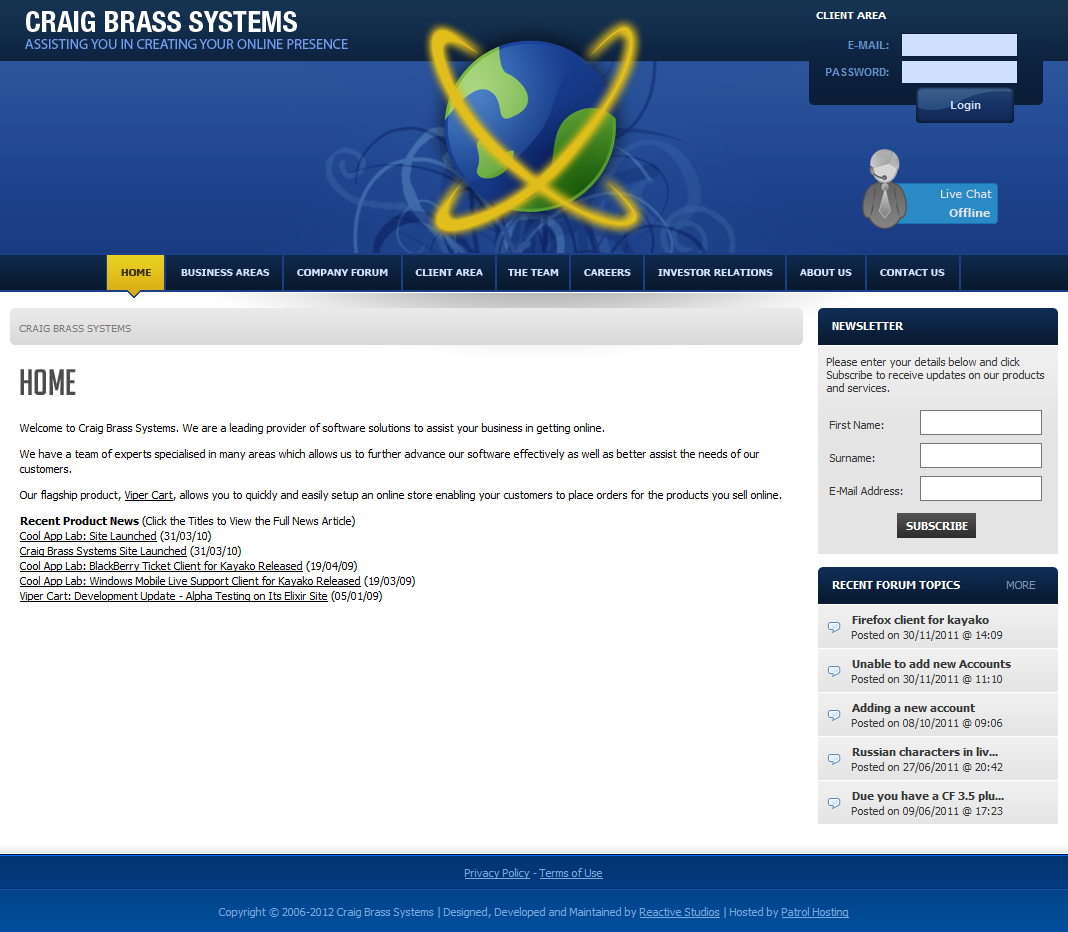 CRAIG BRASS SYSTEMS
ASSISTING YOU IN CREATING YOUR ONLINE PRESENCE
CLIENT AREA
E-MAIL:
PASSWORD:
Login
Live Chat
Offline
HOME
BUSINESS AREAS
COMPANY FORUM
CLIENT AREA
THE TEAM
CAREERS
INVESTOR RELATIONS
ABOUT US
CONTACT US
CRAIG BRASS SYSTEMS
HOME
Welcome to Craig Brass Systems. We are a leading provider of software solutions to assist your business in getting online.
We have a team of experts specialised in many areas which allows us to further advance our software effectively as well as better assist the needs of our
customers.
Our flagship product, Viper Cart, allows you to quickly and easily setup an online store enabling your customers to place orders for the products you sell online.
Recent Product News (Click the Titles to View the Full News Article)
Cool App Lab: Site Launched (31/03/10)
Craig Brass Systems Site Launched (31/03/10)
Cool App Lab: BlackBerry Ticket Client for Kayako Released (19/04/09)
Cool App Lab: Windows Mobile Live Support Client for Kayako Released (19/03/09)
Viper Cart: Development Update - Alpha Testing on Its Elixir Site (05/01/09)
NEWSLETTER
Please enter your details below and click
Subscribe to receive updates on our products
and services.
First Name:
Surname:
E-Mail Address:
SUBSCRIBE
RECENT FORUM TOPICS MORE
Firefox client for kayako
Posted on 30/11/2011 @ 14:09
Unable to add new Accounts
Posted on 30/11/2011 @ 11:10
Adding a new account
Posted on 08/10/2011 @ 09:06
Russian characters in liv...
Posted on 27/06/2011 @ 20:42
Due you have a CF 3.5 plu...
Posted on 09/06/2011 @ 17:23
Privacy Policy - Terms of Use
Copyright © 2006-2012 Craig Brass Systems | Designed, Developed and Maintained by Reactive Studios | Hosted by Patrol Hosting